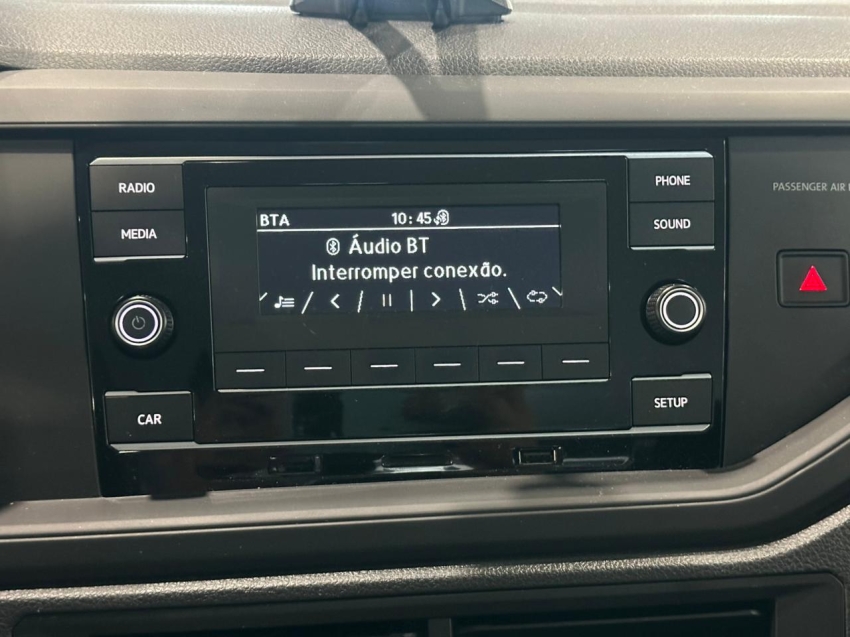 RADIO
MEDIA
CAR
BTA 10:45
Áudio BT
Interromper conexão.
PHONE
SOUND
SETUP
PASSENGER AIR